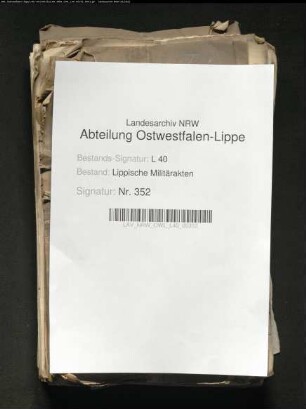 Landesarchiv NRW
Abteilung Ostwestfalen-Lippe
Bestands-Signatur: L 40
Bestand: Lippische Militärakten
Signatur: Nr. 352